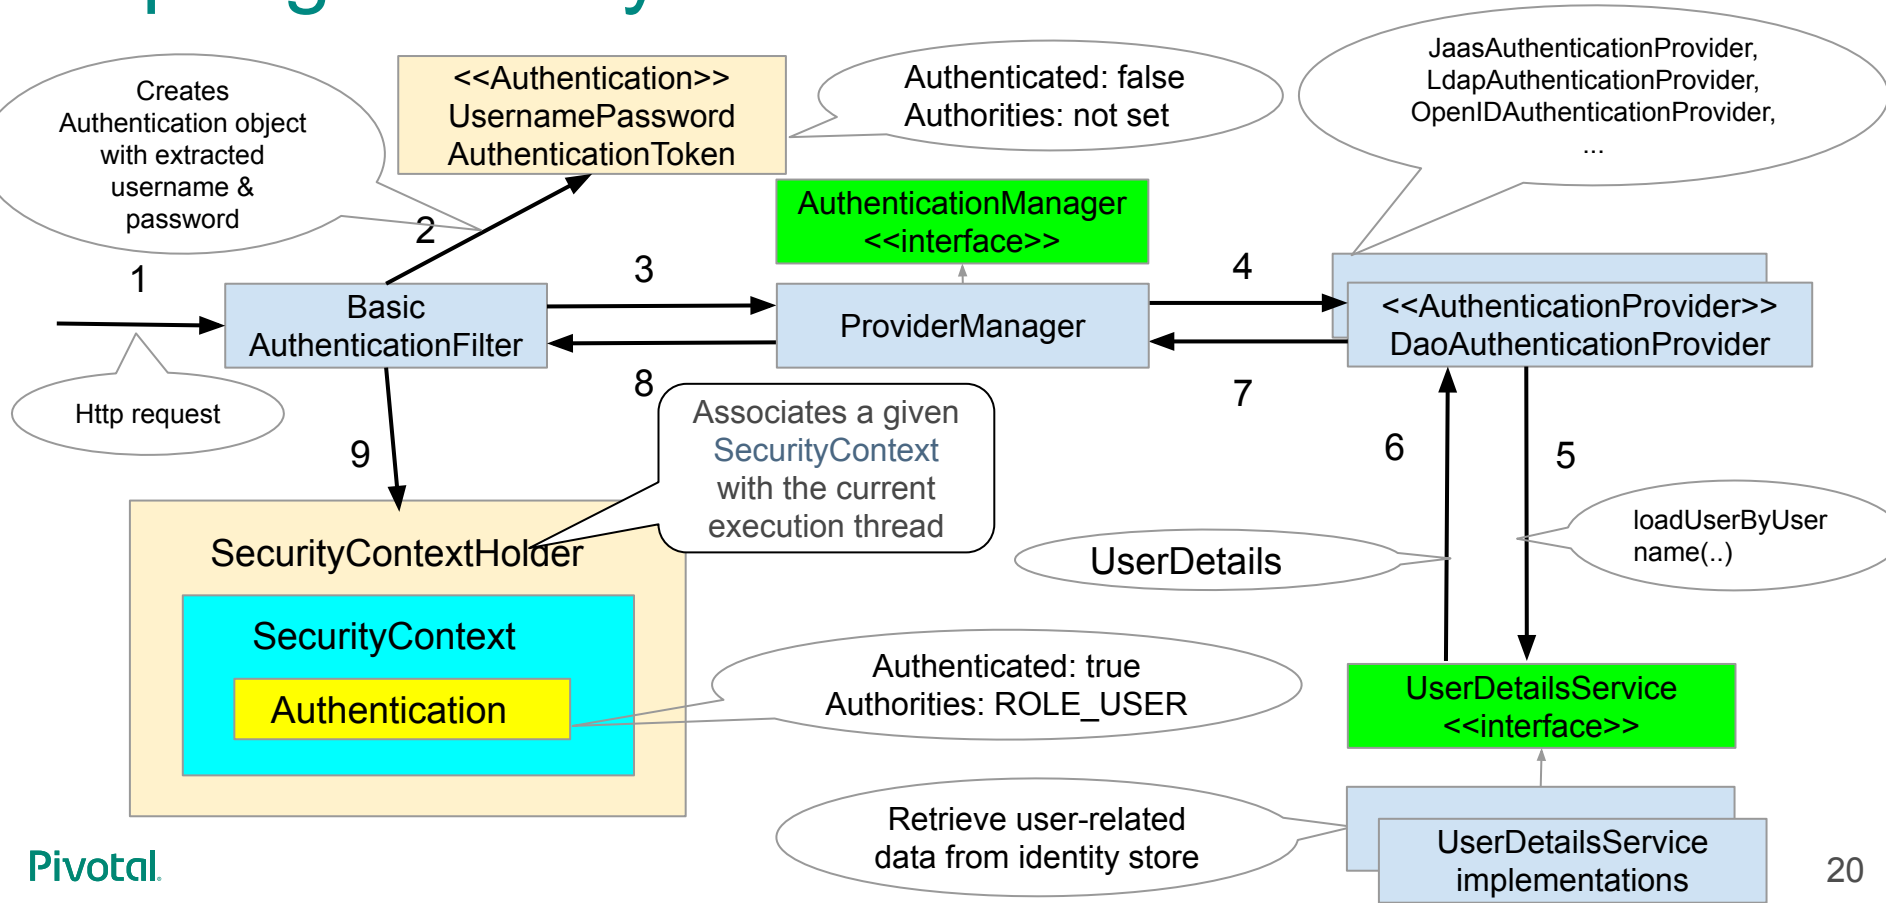 Creates
Authentication object
with extracted
username &
password
<<Authentication>>
UsernamePassword
AuthenticationToken
Authenticated: false
Authorities: not set
JaasAuthenticationProvider,
LdapAuthenticationProvider,
OpenIDAuthenticationProvider,
...
AuthenticationManager
<<interface>>
1
2
3
4
Basic
AuthenticationFilter
ProviderManager
<<AuthenticationProvider>>
DaoAuthenticationProvider
Http request
8
7
9
6
5
Associates a given
SecurityContext
with the current
execution thread
loadUserByUser
name(..)
UserDetails
SecurityContextHolder
SecurityContext
Authentication
Authenticated: true
Authorities: ROLE_USER
UserDetailsService
<<interface>>
Retrieve user-related
data from identity store
UserDetailsService
implementations
Pivotal.
20